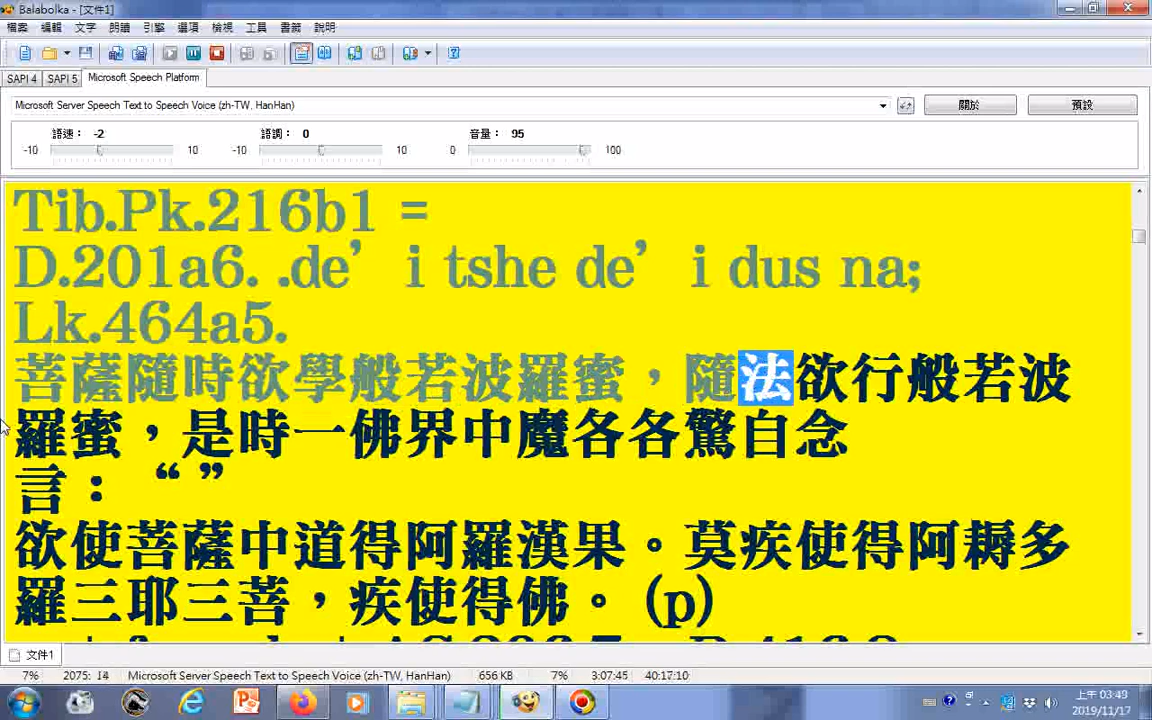 Balabolka - [文件1]
檔案 編輯 文字 朗讀 引擎 選項 檢視 工具 書籤 說明
SAPI 4 SAPI 5 Microsoft Speech Platform
Microsoft Server Speech Text to Speech Voice (zh-TW, HanHan) 關於 預設
語速： -2 語調： 0 音量： 95
-10 10 -10 10 0 100
Tib.Pk.216b1 =
D.201a6. .de’i tshe de’i dus na;
Lk.464a5.
菩薩隨時欲學般若波羅蜜，隨法欲行般若波
羅蜜，是時一佛界中魔各各驚自念
言：“ ”
欲使菩薩中道得阿羅漢果。莫疾使得阿耨多
羅三耶三菩，疾使得佛。(p)
文件1
7% 2075: 14 Microsoft Server Speech Text to Speech Voice (zh-TW, HanHan) 656 KB 7% 3:07:45 40:17:10
上午 03:49
2019/11/17